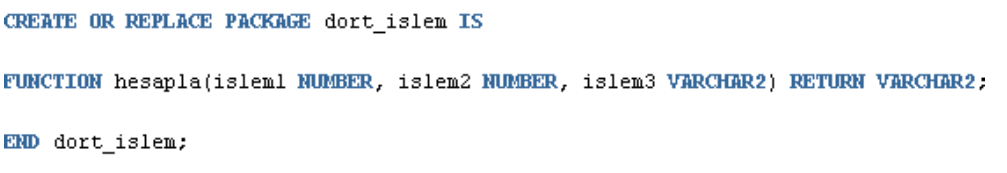 CREATE OR REPLACE PACKAGE dort_islem IS
FUNCTION hesapla(islem1 NUMBER, islem2 NUMBER, islem3 VARCHAR2) RETURN VARCHAR2;
END dort_islem;